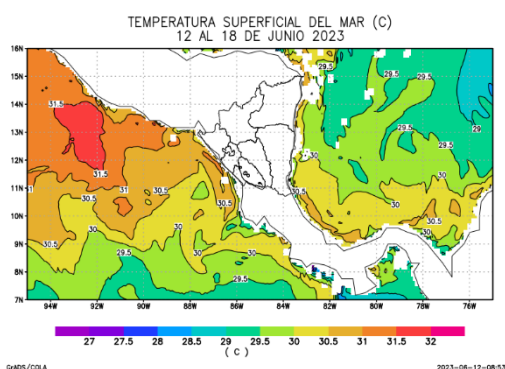 TEMPERATURA SUPERFICIAL DEL MAR (C)
12 AL 18 DE JUNIO 2023
16N
15N
14N
13N
12N
11N
10N
9N
8N
7N
94W 92W 90W 88W 86W 84W 82W 80W 78W 76W
29.5
29.5
29.5
31.5
29.5
29
29.5
30
31.5
31
30.5
30.5
30.5
31
30.5
30
30
30.5
30
30.5
30
30
30
29.5
29.5
27 27.5 28 28.5 29 29.5 30 30.5 31 31.5 32
( C )
GrADS/COLA
2023-06-12-08:53